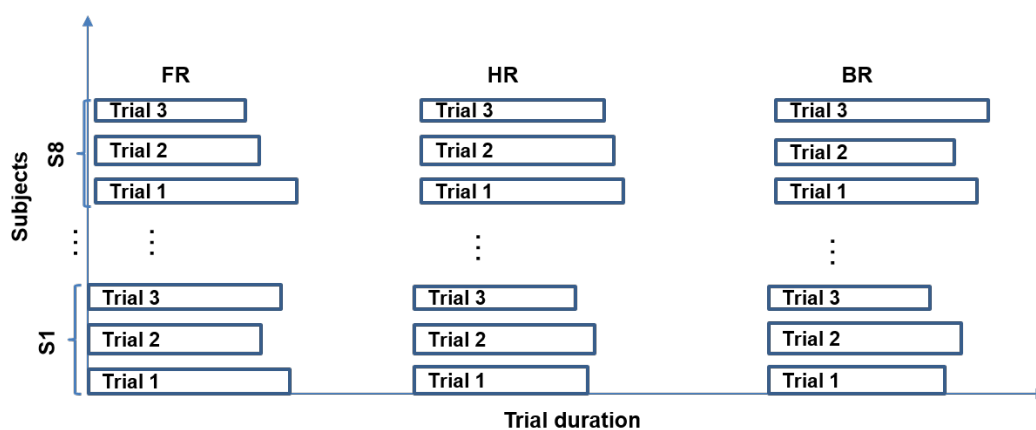 FR HR BR
Trial 3 Trial 3 Trial 3
Trial 2 Trial 2 Trial 2
S8
Trial 1 Trial 1 Trial 1
Subjects
⋮ ⋮ ⋮ ⋮
Trial 3 Trial 3 Trial 3
Trial 2 Trial 2 Trial 2
S1
Trial 1 Trial 1 Trial 1
Trial duration